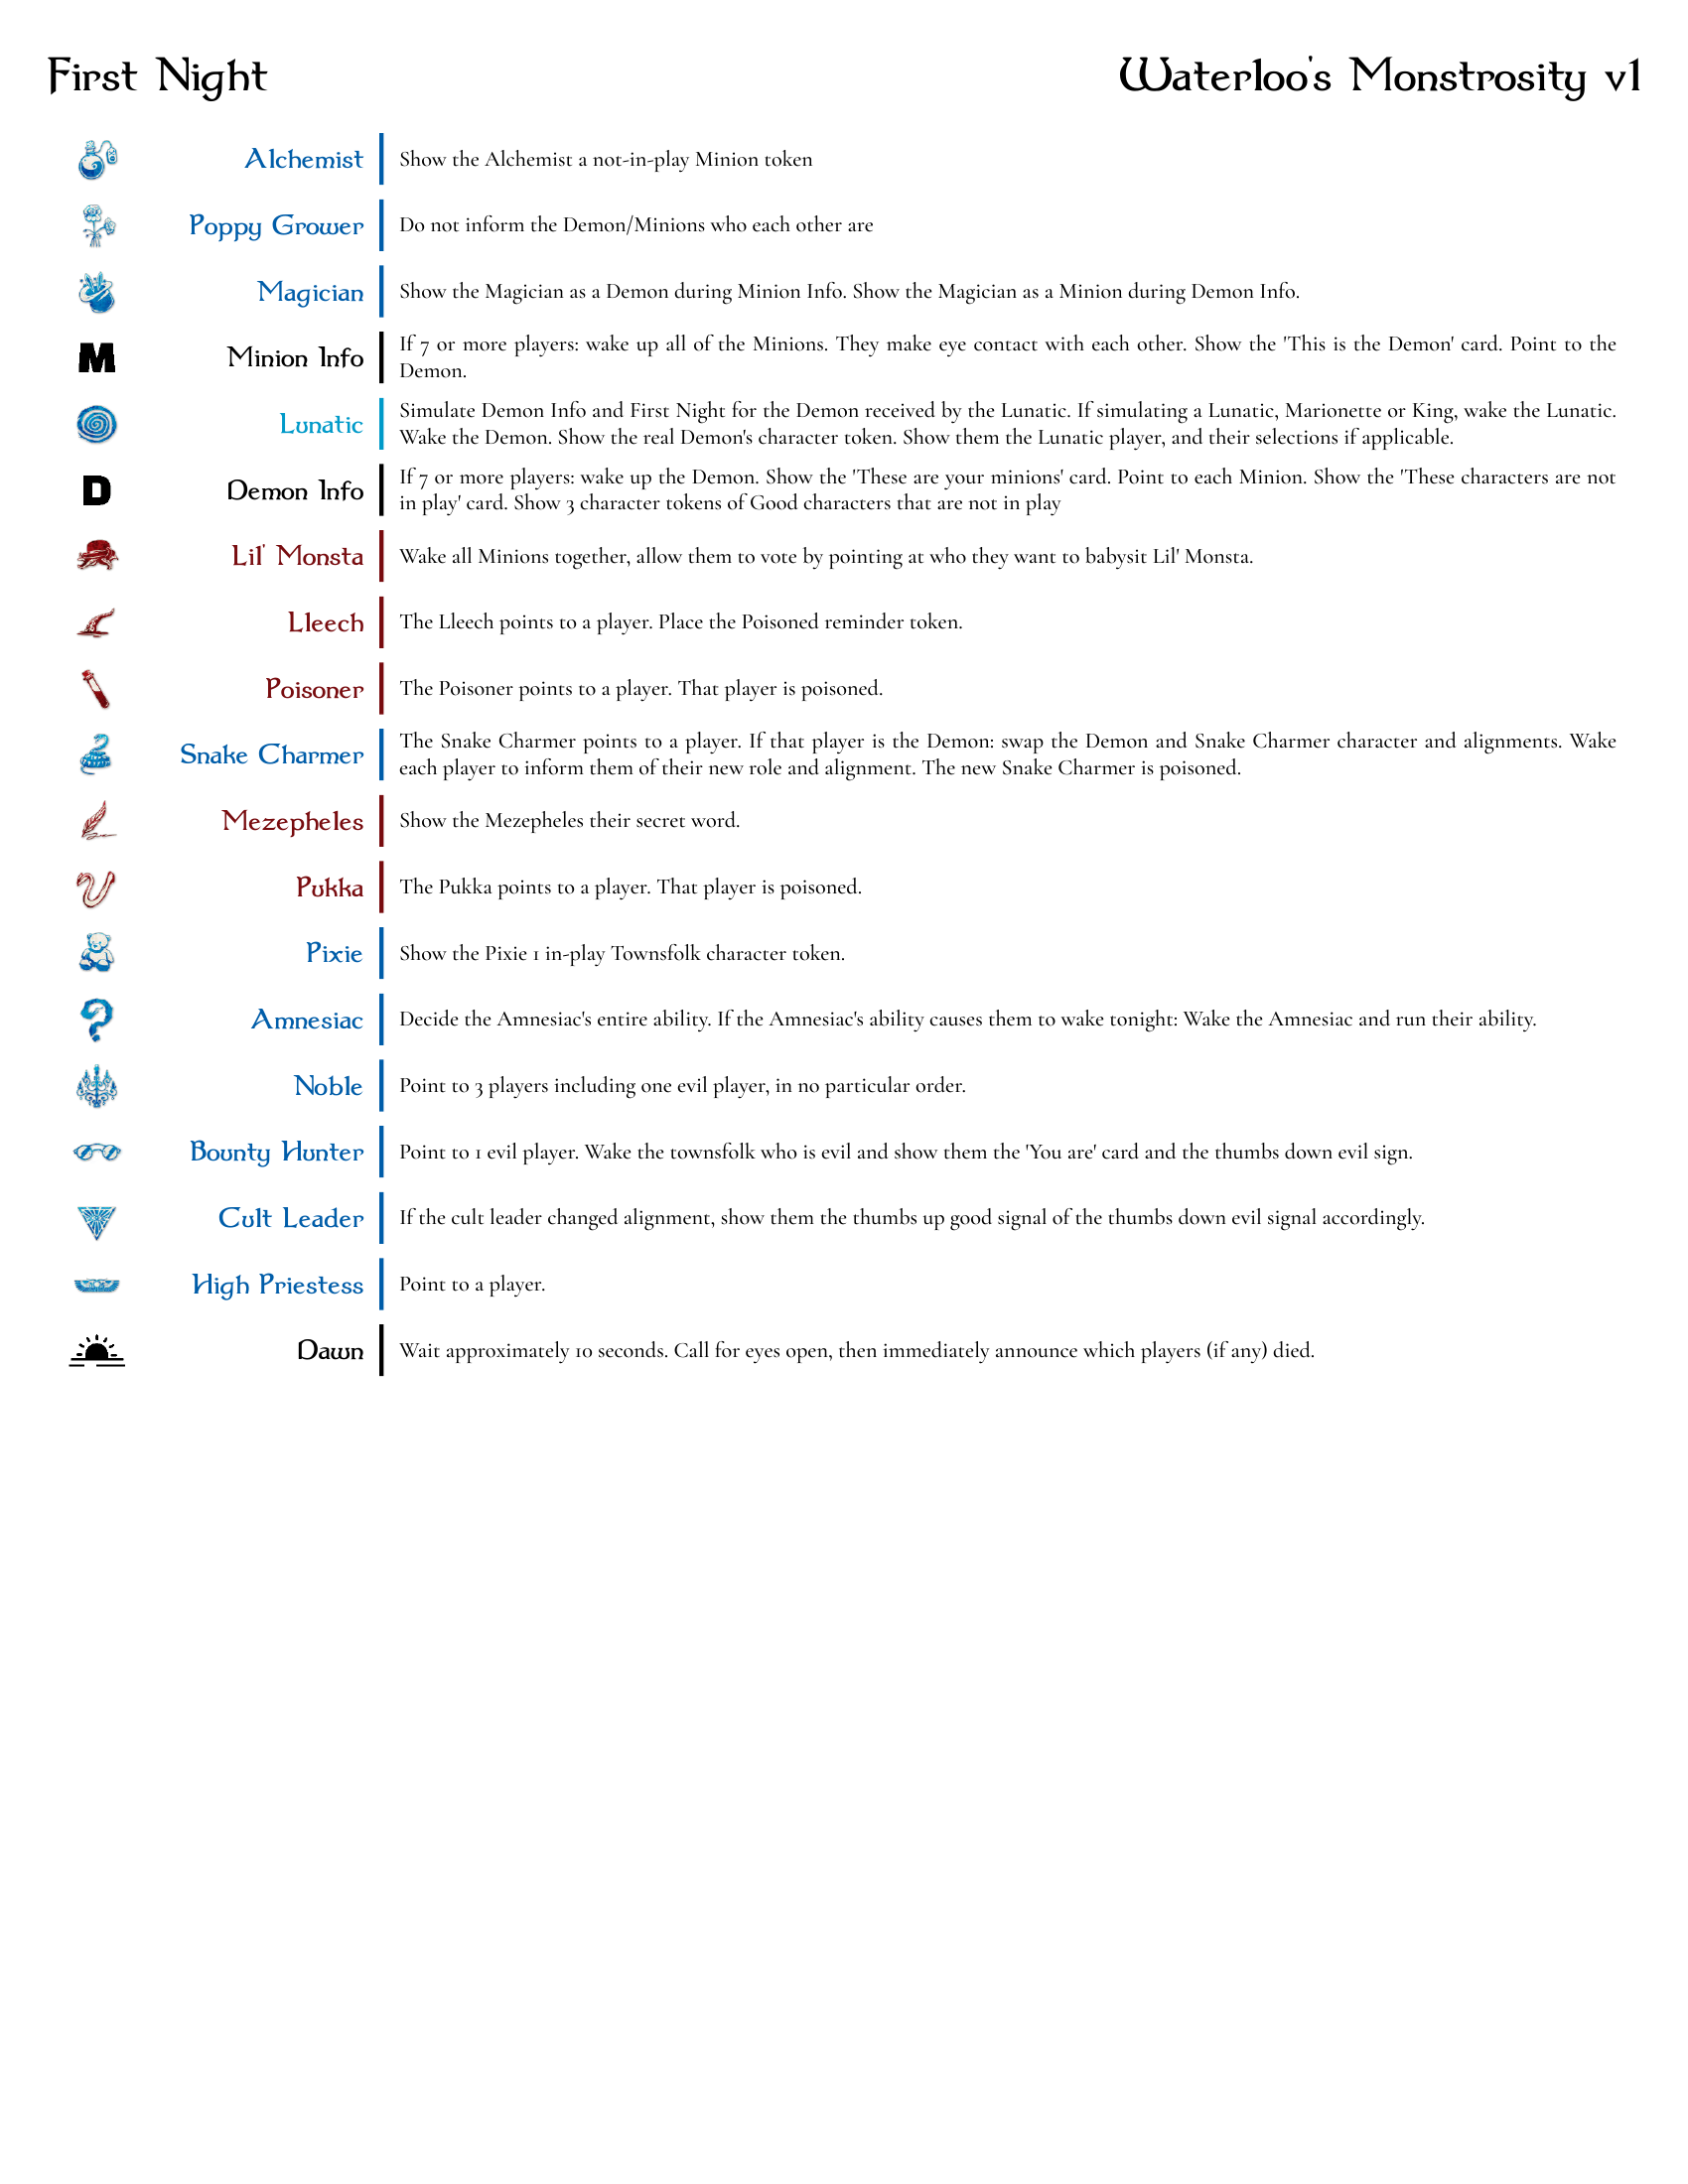 First Night
Waterloo's Monstrosity v1
Alchemist
Show the Alchemist a not-in-play Minion token
Poppy Grower
Do not inform the Demon/Minions who each other are
Magician
Show the Magician as a Demon during Minion Info. Show the Magician as a Minion during Demon Info.
M
Minion Info
If 7 or more players: wake up all of the Minions. They make eye contact with each other. Show the 'This is the Demon' card. Point to the
Demon.
Lunatic
Simulate Demon Info and First Night for the Demon received by the Lunatic. If simulating a Lunatic, Marionette or King, wake the Lunatic.
Wake the Demon. Show the real Demon's character token. Show them the Lunatic player, and their selections if applicable.
D
Demon Info
If 7 or more players: wake up the Demon. Show the 'These are your minions' card. Point to each Minion. Show the 'These characters are not
in play' card. Show 3 character tokens of Good characters that are not in play
Lil' Monsta
Wake all Minions together, allow them to vote by pointing at who they want to babysit Lil' Monsta.
Lleech
The Lleech points to a player. Place the Poisoned reminder token.
Poisoner
The Poisoner points to a player. That player is poisoned.
Snake Charmer
The Snake Charmer points to a player. If that player is the Demon: swap the Demon and Snake Charmer character and alignments. Wake
each player to inform them of their new role and alignment. The new Snake Charmer is poisoned.
Mezepheles
Show the Mezepheles their secret word.
Pukka
The Pukka points to a player. That player is poisoned.
Pixie
Show the Pixie 1 in-play Townsfolk character token.
Amnesiac
Decide the Amnesiac's entire ability. If the Amnesiac's ability causes them to wake tonight: Wake the Amnesiac and run their ability.
Noble
Point to 3 players including one evil player, in no particular order.
Bounty Hunter
Point to 1 evil player. Wake the townsfolk who is evil and show them the 'You are' card and the thumbs down evil sign.
Cult Leader
If the cult leader changed alignment, show them the thumbs up good signal of the thumbs down evil signal accordingly.
High Priestess
Point to a player.
Dawn
Wait approximately 10 seconds. Call for eyes open, then immediately announce which players (if any) died.